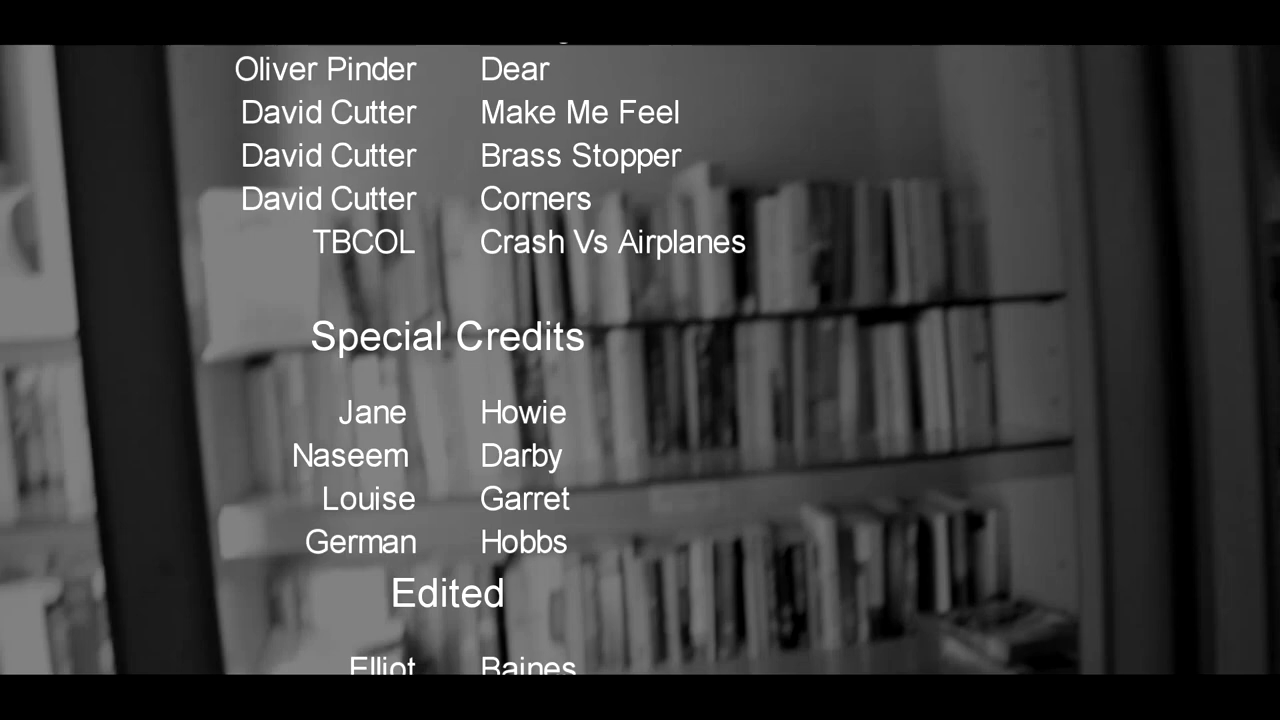 Oliver Pinder Dear
David Cutter Make Me Feel
David Cutter Brass Stopper
David Cutter Corners
TBCOL Crash Vs Airplanes
Special Credits
Jane Howie
Naseem Darby
Louise Garret
German Hobbs
Edited
Elliot Baines